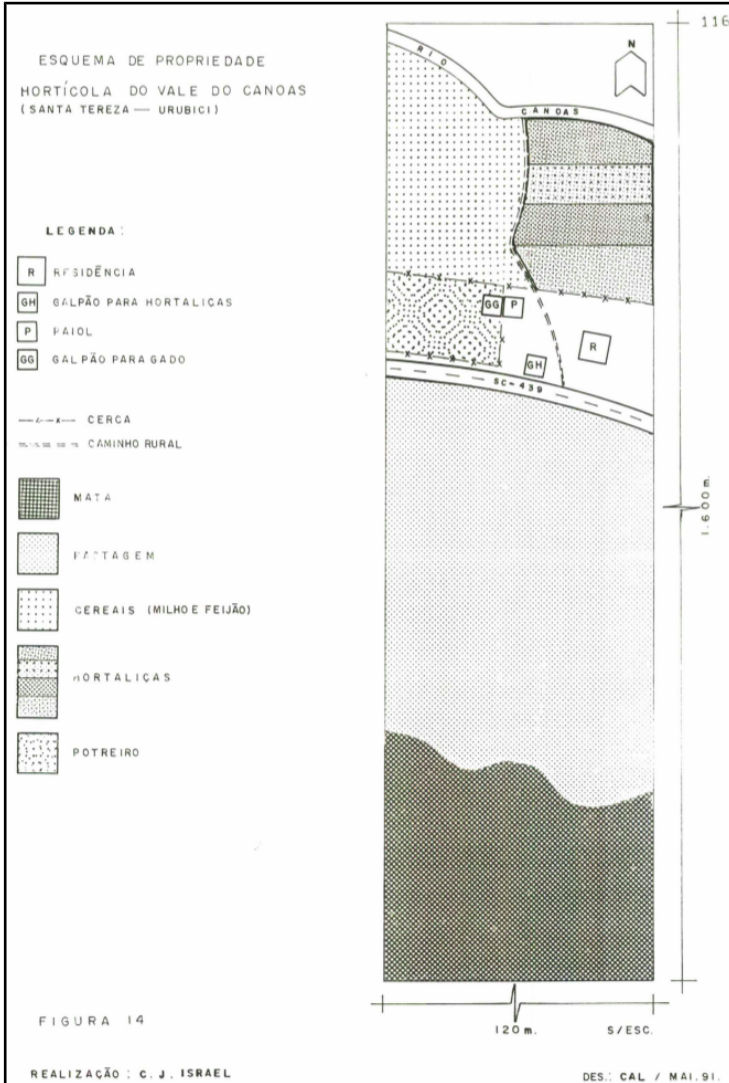 116
ESQUEMA DE PROPRIEDADE
HORTÍCOLA DO VALE DO CANOAS
(SANTA TEREZA — URUBICI)
LEGENDA:
R RESIDÊNCIA
GH GALPÃO PARA HORTALIÇAS
P PAIOL
GG GALPÃO PARA GADO
CERCA
CAMINHO RURAL
MATA
PASTAGEM
CEREAIS (MILHO E FEIJÃO)
HORTALIÇAS
POTREIRO
RIO
CANOAS
N
GG
P
R
GH
SC-439
1.600m.
120m.
S/ESC.
FIGURA 14
REALIZAÇÃO: C. J. ISRAEL
DES.: CAL / MAI.91.